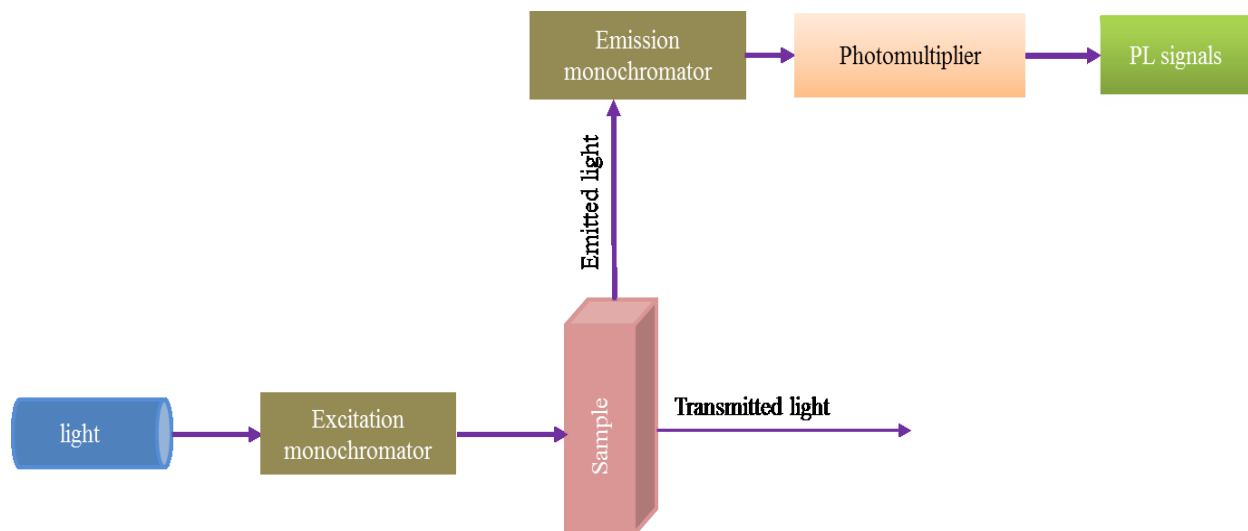 Emission
monochromator
Photomultiplier
PL signals
Emitted light
light
Excitation
monochromator
Sample
Transmitted light